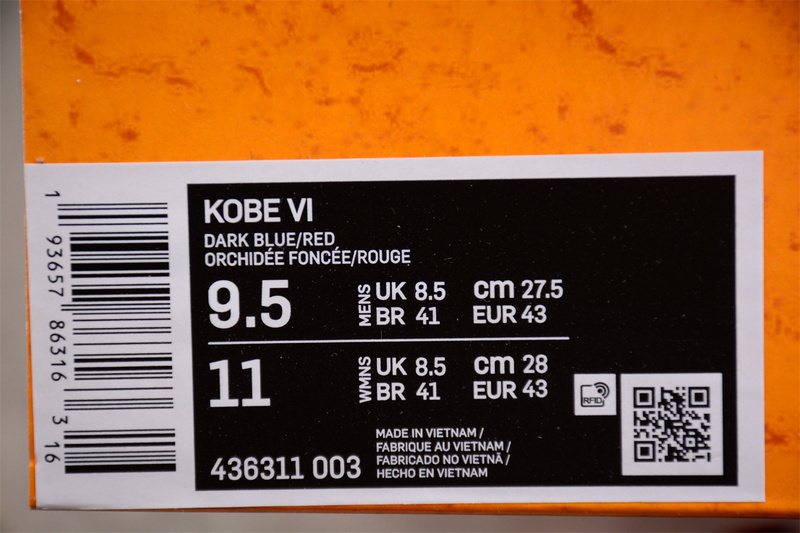 KOBE VI
DARK BLUE/RED
ORCHIDÉE FONCÉE/ROUGE
9.5 MENS UK 8.5 cm 27.5
BR 41 EUR 43
11 WMNS UK 8.5 cm 28
BR 41 EUR 43
RFID
436311 003
MADE IN VIETNAM /
FABRIQUE AU VIETNAM /
FABRICADO NO VIETNÃ /
HECHO EN VIETNAM
1 93657 86316 3 16